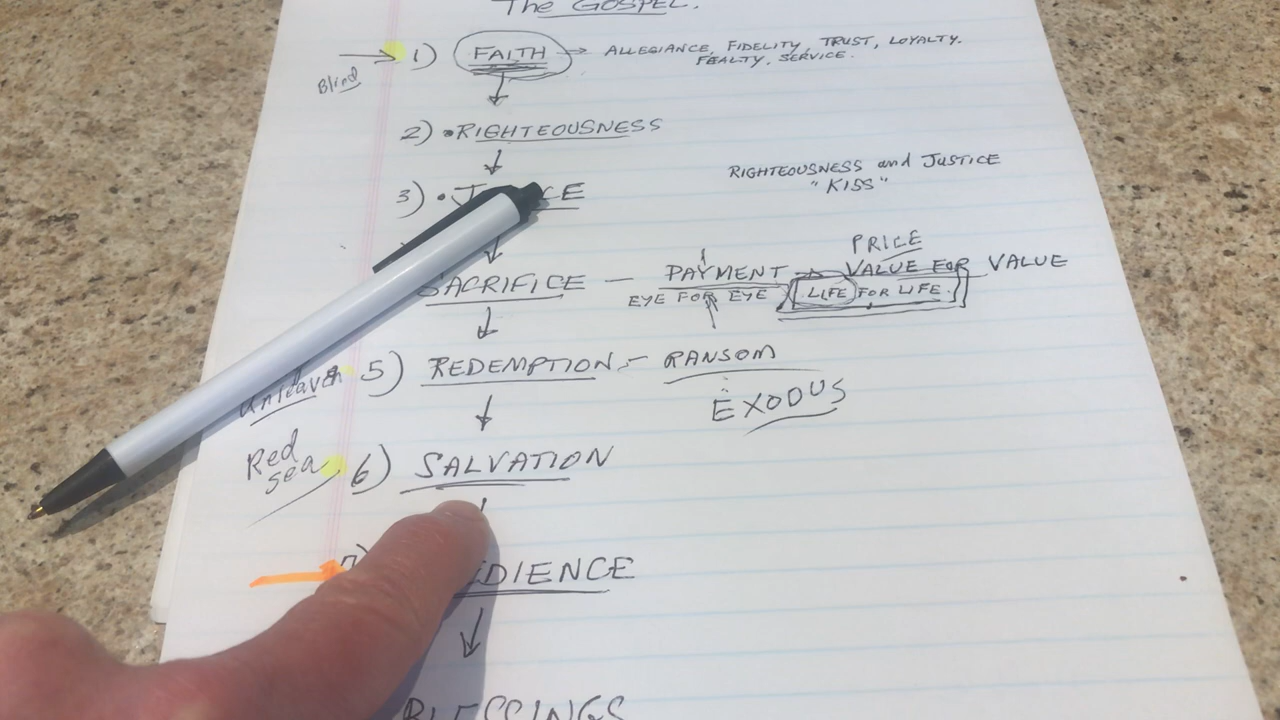 The GOSPEL.
1) FAITH → ALLEGIANCE, FIDELITY, TRUST, LOYALTY.
FEALTY, SERVICE.
Blind
2) • RIGHTEOUSNESS
RIGHTEOUSNESS and JUSTICE
"KISS"
3) •
PRICE
SACRIFICE — PAYMENT — VALUE FOR VALUE
EYE FOR EYE LIFE FOR LIFE.
5) REDEMPTION - RANSOM
EXODUS
Red
sea
6) SALVATION
BLESSINGS